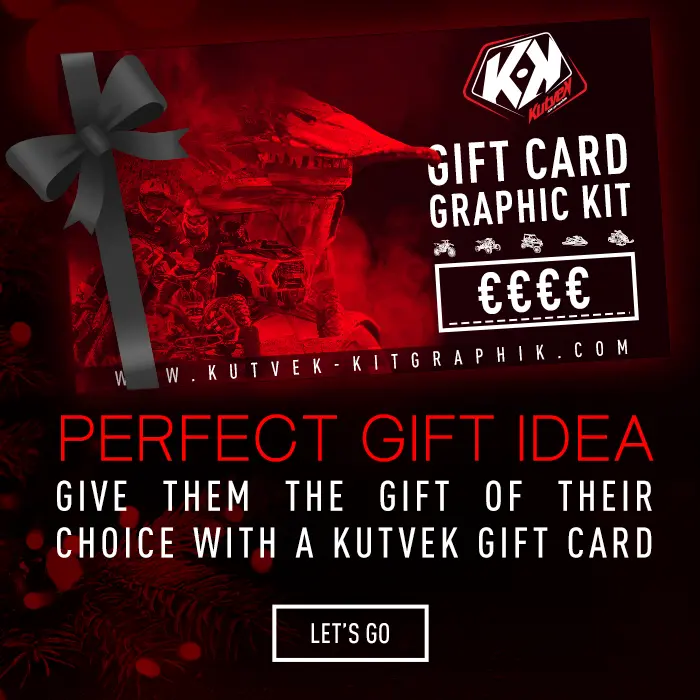 K·K
Kutvek
GIFT CARD
GRAPHIC KIT
€€€€
WWW.KUTVEK-KITGRAPHIK.COM
PERFECT GIFT IDEA
GIVE THEM THE GIFT OF THEIR
CHOICE WITH A KUTVEK GIFT CARD
LET'S GO